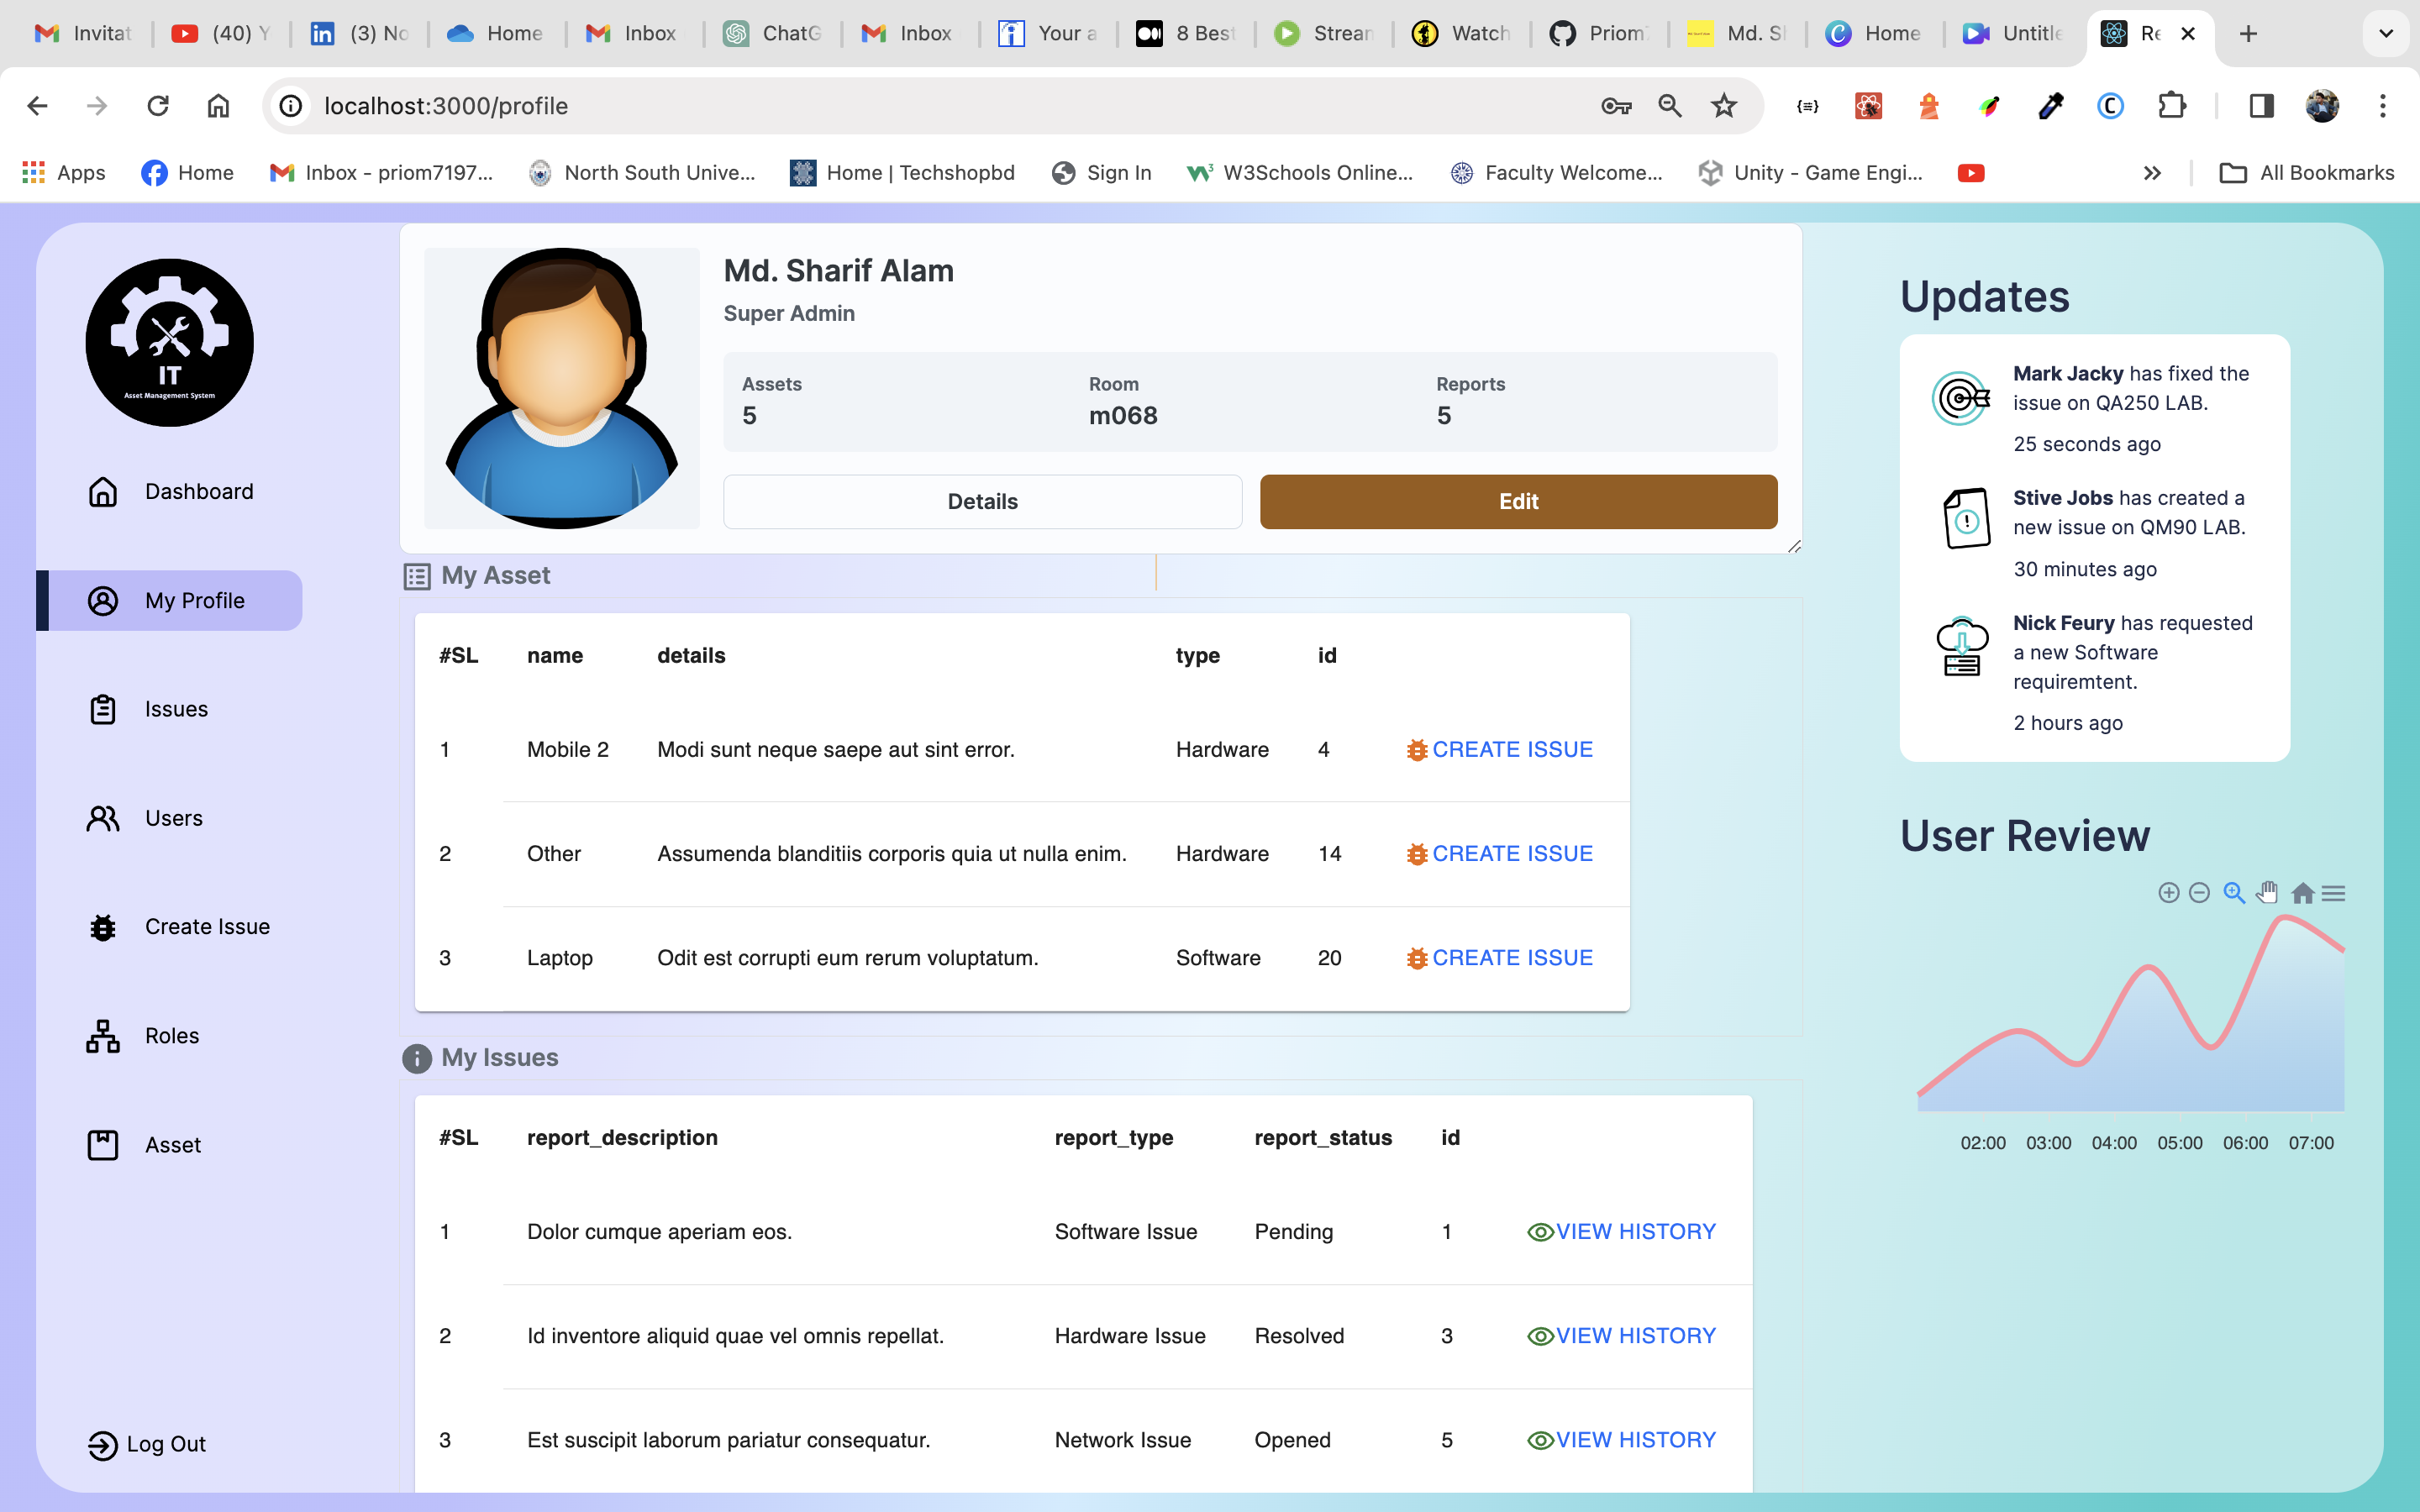 Invitat
(40) Y
(3) No
Home
Inbox
ChatG
Inbox
Your a
8 Best
Stream
Watch
Priom
Md. Sh
Home
Untitle
Re
localhost:3000/profile
Apps
Home
Inbox - priom7197...
North South Unive...
Home | Techshopbd
Sign In
W3Schools Online...
Faculty Welcome...
Unity - Game Engi...
All Bookmarks
IT
Asset Management System
Dashboard
My Profile
Issues
Users
Create Issue
Roles
Asset
Log Out
Md. Sharif Alam
Super Admin
Assets Room Reports
5 m068 5
Details Edit
My Asset
#SL name details type id
1 Mobile 2 Modi sunt neque saepe aut sint error. Hardware 4 CREATE ISSUE
2 Other Assumenda blanditiis corporis quia ut nulla enim. Hardware 14 CREATE ISSUE
3 Laptop Odit est corrupti eum rerum voluptatum. Software 20 CREATE ISSUE
My Issues
#SL report_description report_type report_status id
1 Dolor cumque aperiam eos. Software Issue Pending 1 VIEW HISTORY
2 Id inventore aliquid quae vel omnis repellat. Hardware Issue Resolved 3 VIEW HISTORY
3 Est suscipit laborum pariatur consequatur. Network Issue Opened 5 VIEW HISTORY
Updates
Mark Jacky has fixed the
issue on QA250 LAB.
25 seconds ago
Stive Jobs has created a
new issue on QM90 LAB.
30 minutes ago
Nick Feury has requested
a new Software
requiremtent.
2 hours ago
User Review
02:00 03:00 04:00 05:00 06:00 07:00